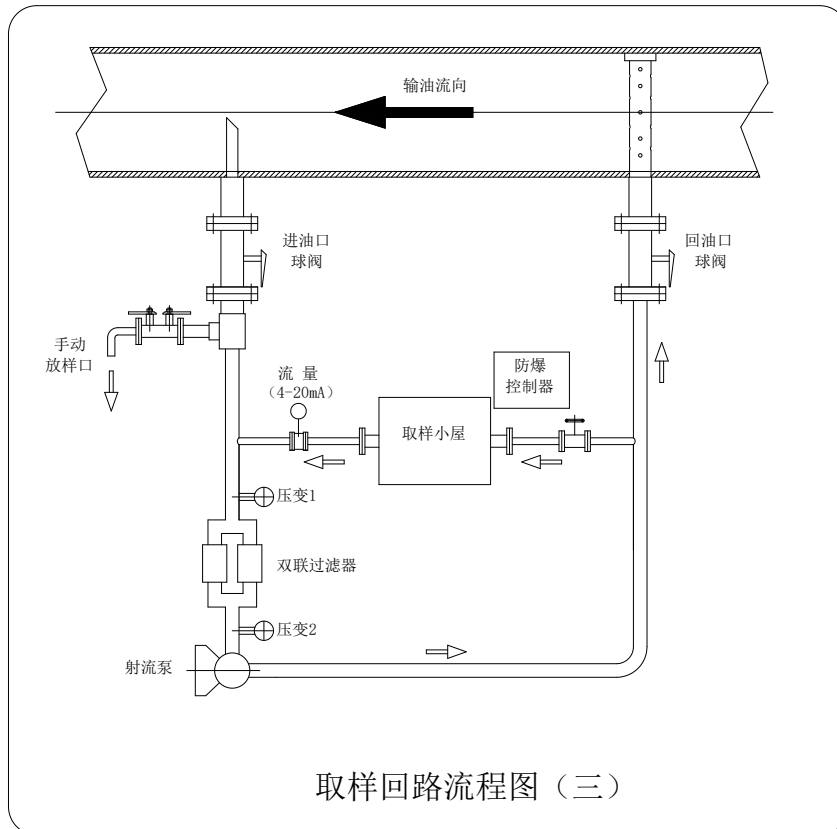 输油流向
进油口
球阀
回油口
球阀
手动
放样口
流 量
(4-20mA)
防爆
控制器
取样小屋
压变1
双联过滤器
压变2
射流泵
取样回路流程图（三）